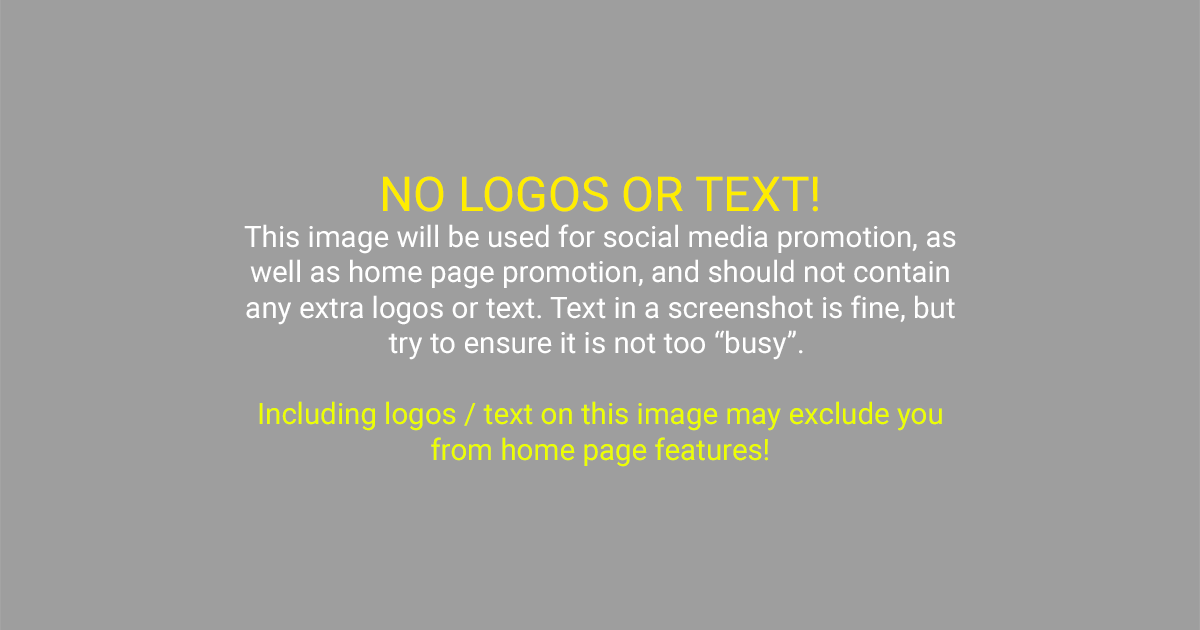 NO LOGOS OR TEXT!
This image will be used for social media promotion, as
well as home page promotion, and should not contain
any extra logos or text. Text in a screenshot is fine, but
try to ensure it is not too “busy”.
Including logos / text on this image may exclude you
from home page features!